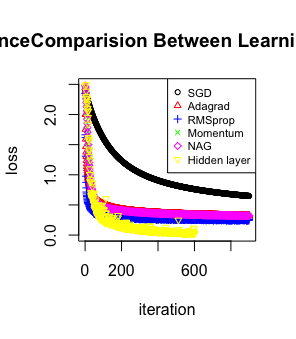 nceComparision Between Learni
SGD
Adagrad
RMSprop
Momentum
NAG
Hidden layer
loss
0.0
1.0
2.0
0 200 600
iteration